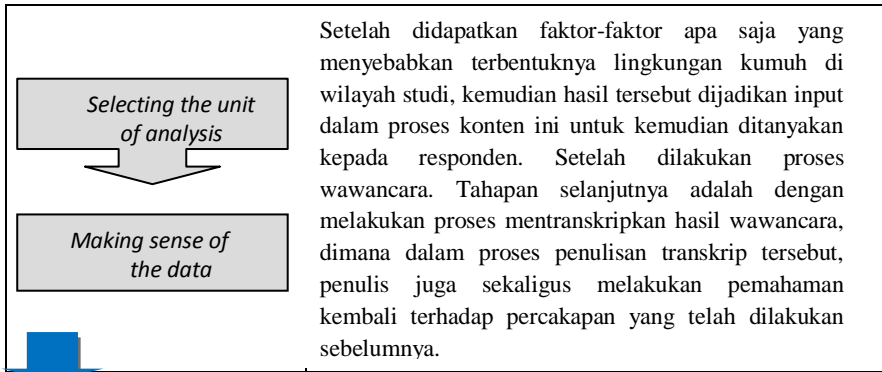 Selecting the unit
of analysis
Making sense of
the data
Setelah didapatkan faktor-faktor apa saja yang
menyebabkan terbentuknya lingkungan kumuh di
wilayah studi, kemudian hasil tersebut dijadikan input
dalam proses konten ini untuk kemudian ditanyakan
kepada responden. Setelah dilakukan proses
wawancara. Tahapan selanjutnya adalah dengan
melakukan proses mentranskripkan hasil wawancara,
dimana dalam proses penulisan transkrip tersebut,
penulis juga sekaligus melakukan pemahaman
kembali terhadap percakapan yang telah dilakukan
sebelumnya.